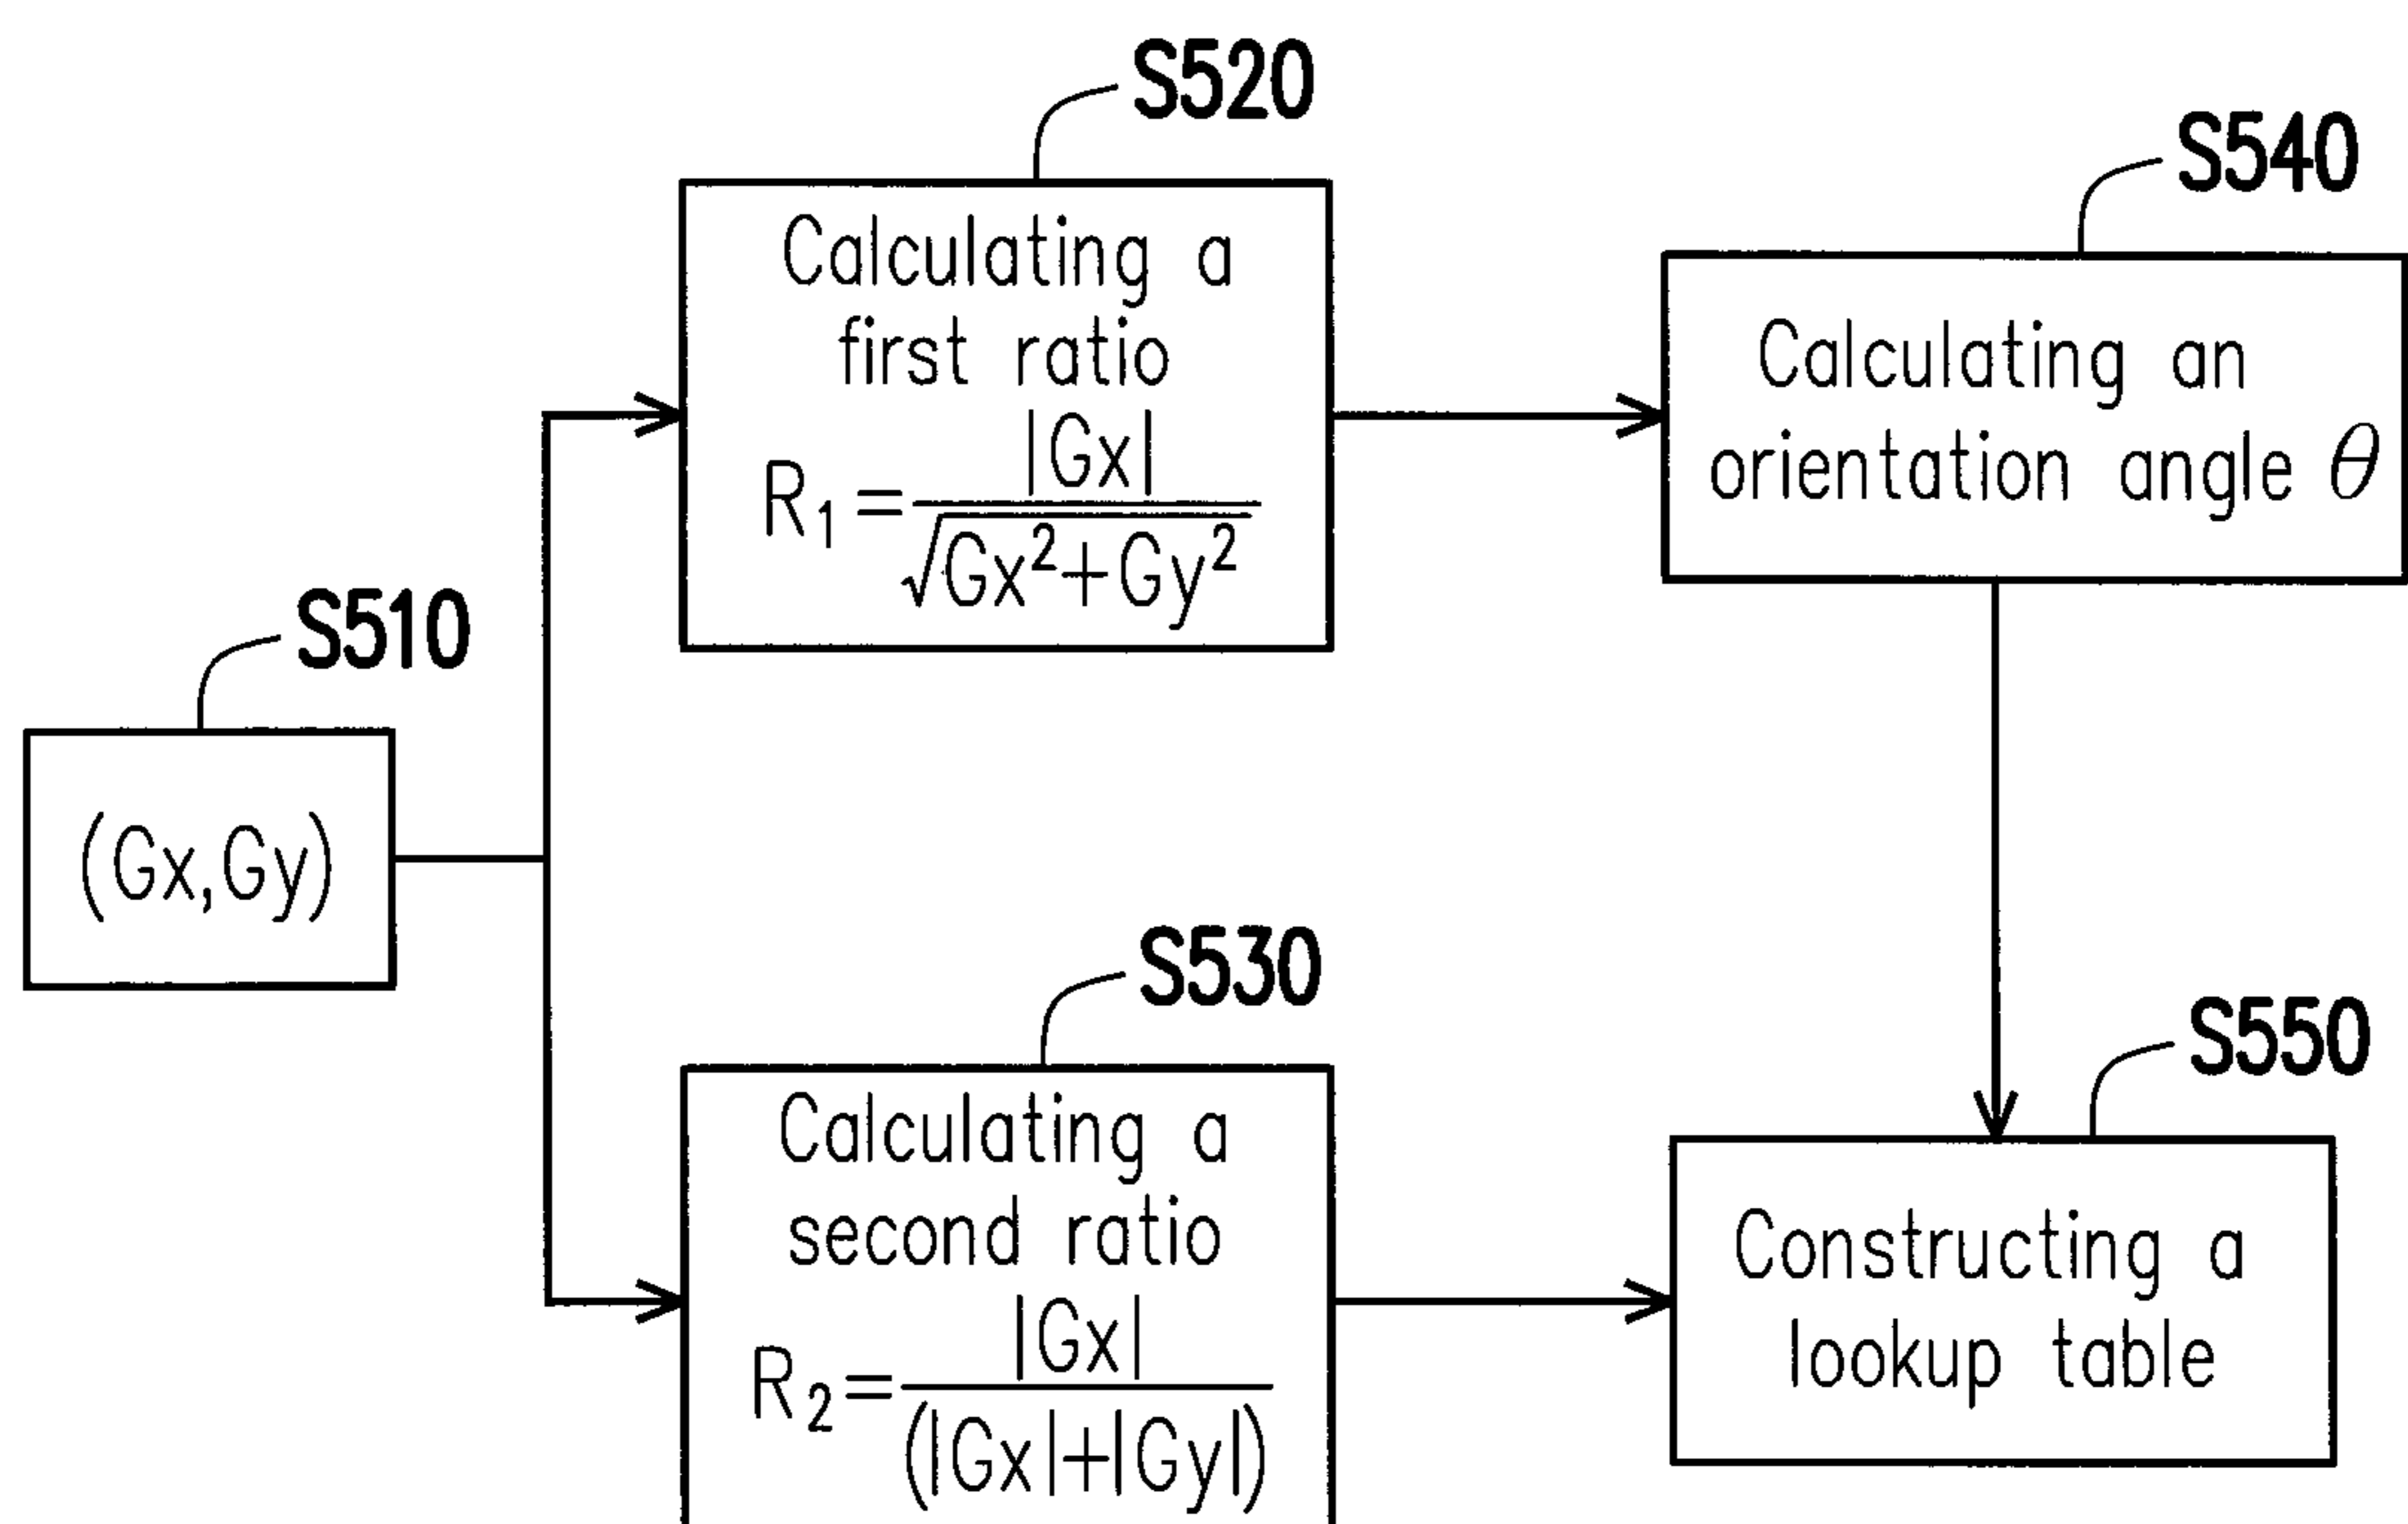 S510
(Gx,Gy)
S520
Calculating a
first ratio
R₁=|Gx|/√Gx²+Gy²
S530
Calculating a
second ratio
R₂=|Gx|/(|Gx|+|Gy|)
S540
Calculating an
orientation angle θ
S550
Constructing a
lookup table